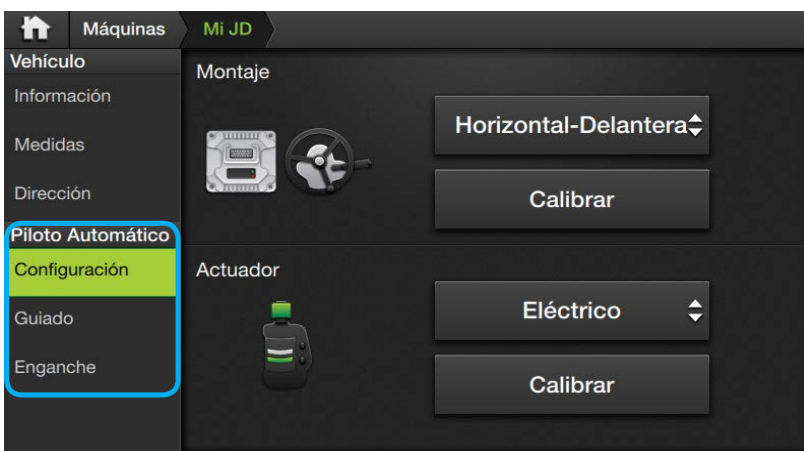 Máquinas
Mi JD
Vehículo
Información
Medidas
Dirección
Piloto Automático
Configuración
Guiado
Enganche
Montaje
Horizontal-Delantera
Calibrar
Actuador
Eléctrico
Calibrar